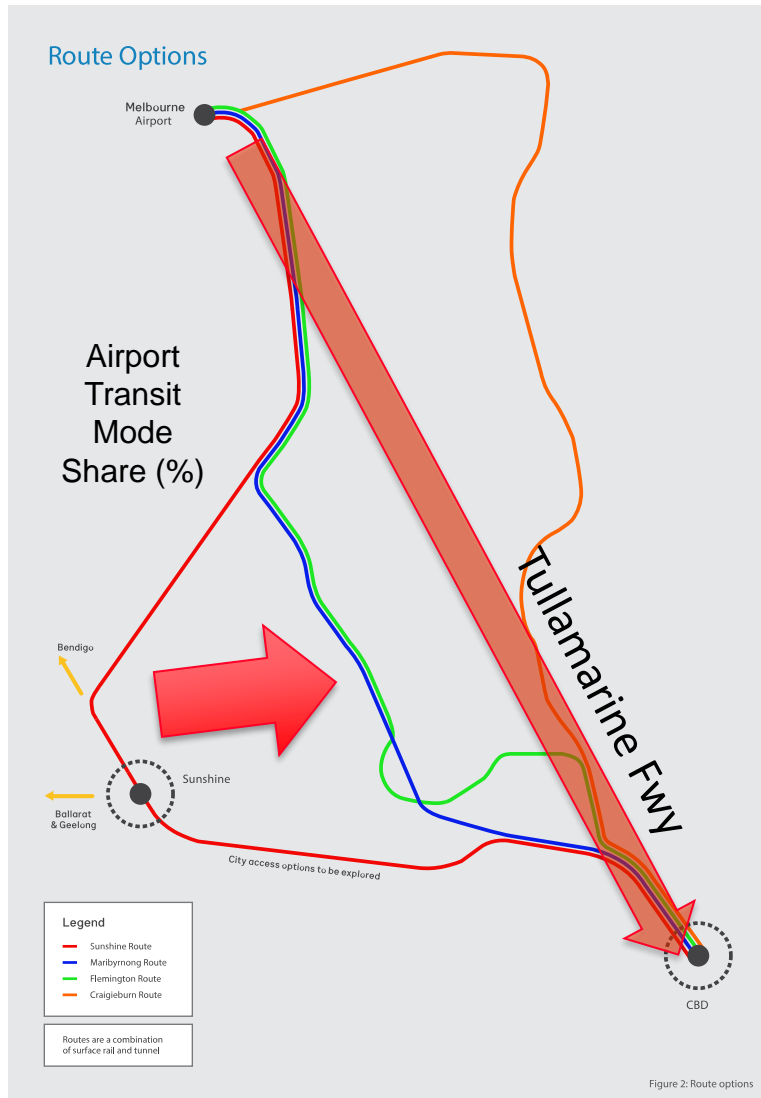 Route Options
Melbourne
Airport
Airport
Transit
Mode
Share (%)
Tullamarine Fwy
Bendigo
Sunshine
Ballarat
& Geelong
City access options to be explored
Legend
Sunshine Route
Maribyrnong Route
Flemington Route
Craigieburn Route
CBD
Routes are a combination
of surface rail and tunnel
Figure 2: Route options